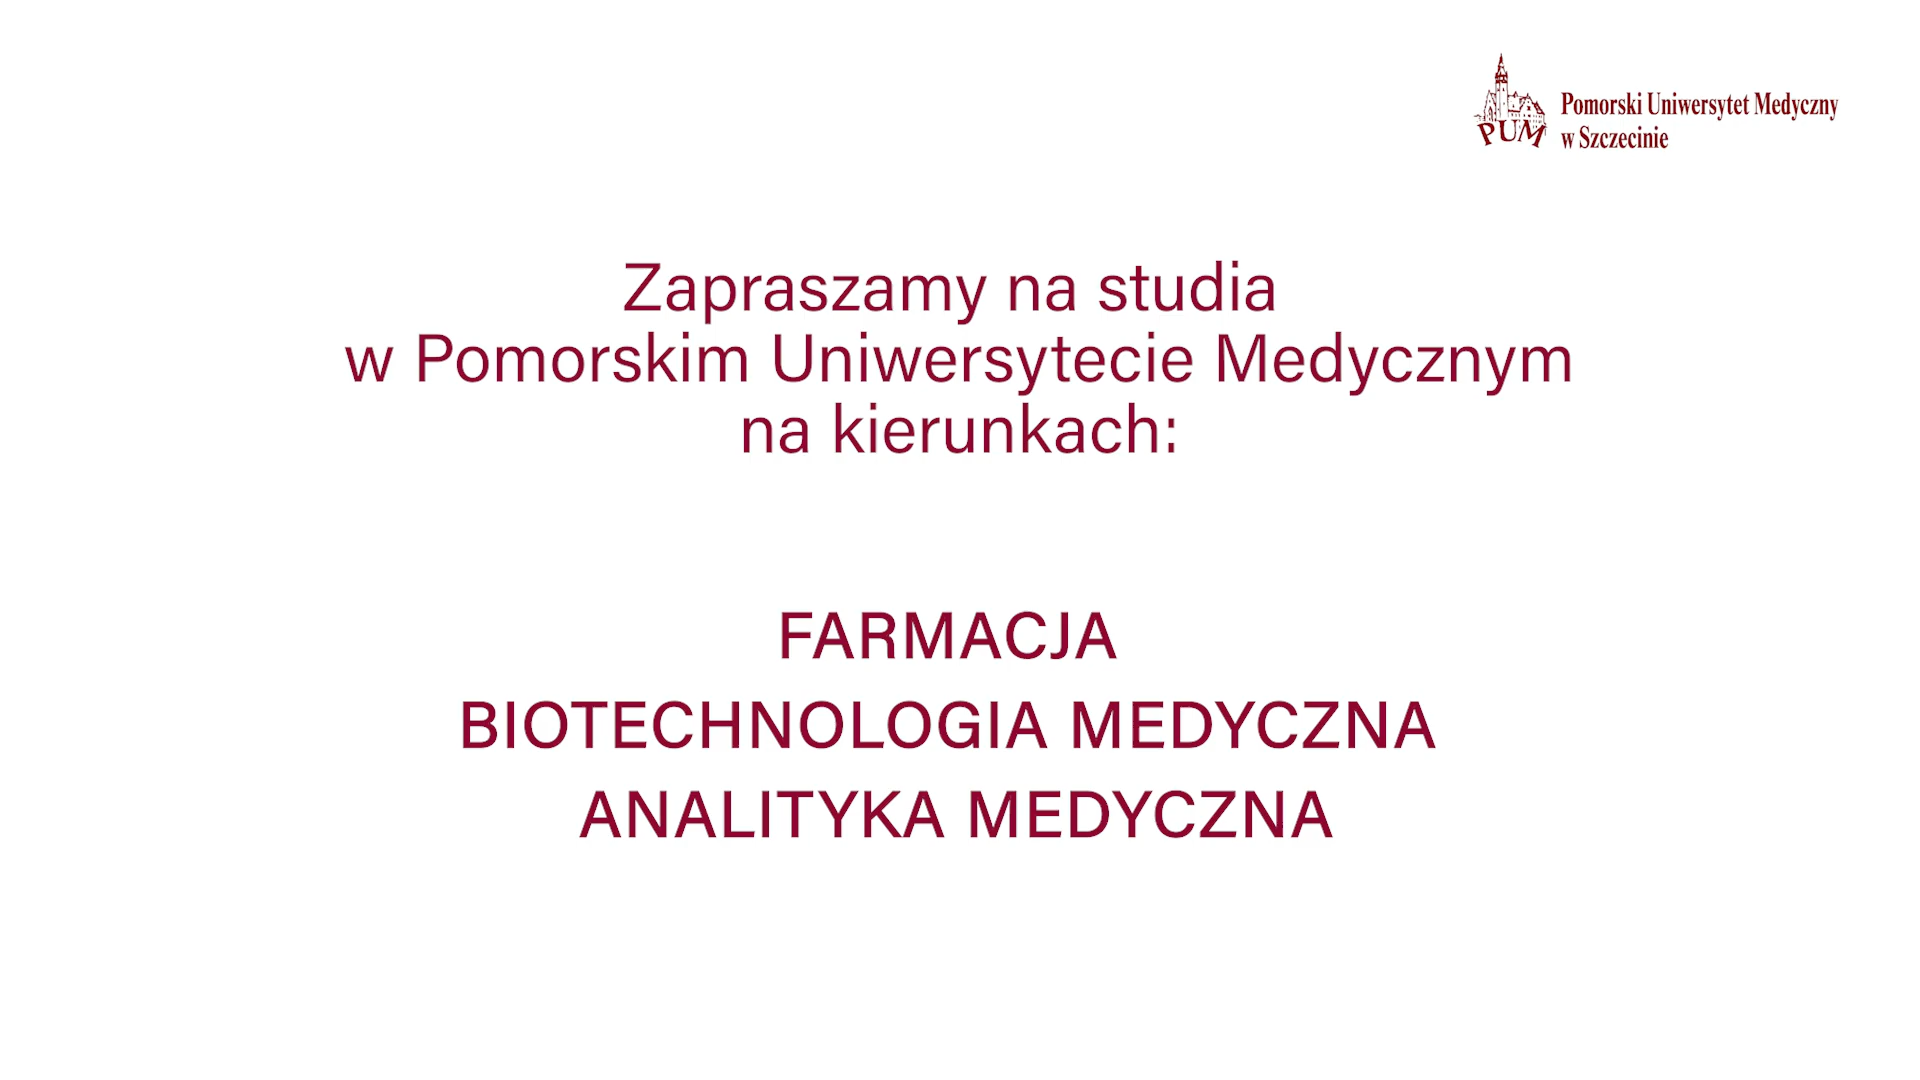 PUM
Pomorski Uniwersytet Medyczny
w Szczecinie
Zapraszamy na studia
w Pomorskim Uniwersytecie Medycznym
na kierunkach:
FARMACJA
BIOTECHNOLOGIA MEDYCZNA
ANALITYKA MEDYCZNA